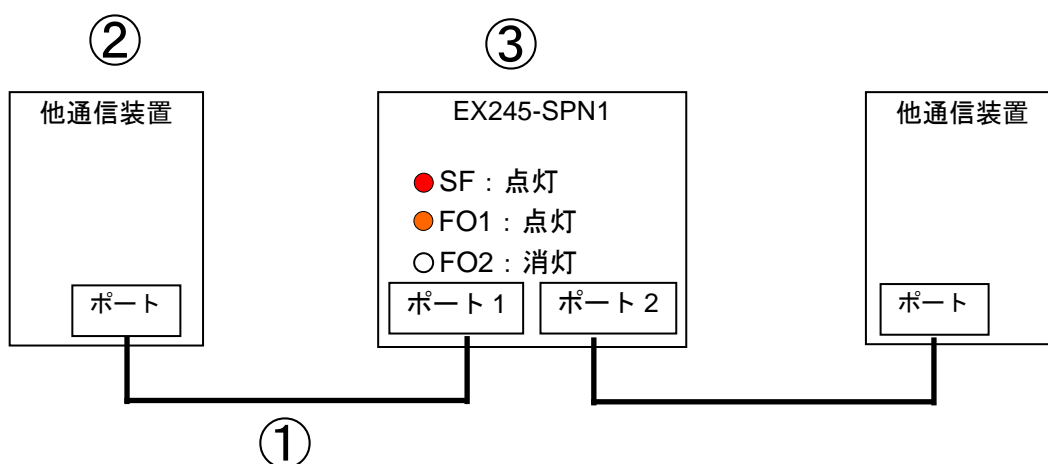 ②
③
他通信装置
EX245-SPN1
他通信装置
SF：点灯
FO1：点灯
FO2：消灯
ポート
ポート 1
ポート 2
ポート
①